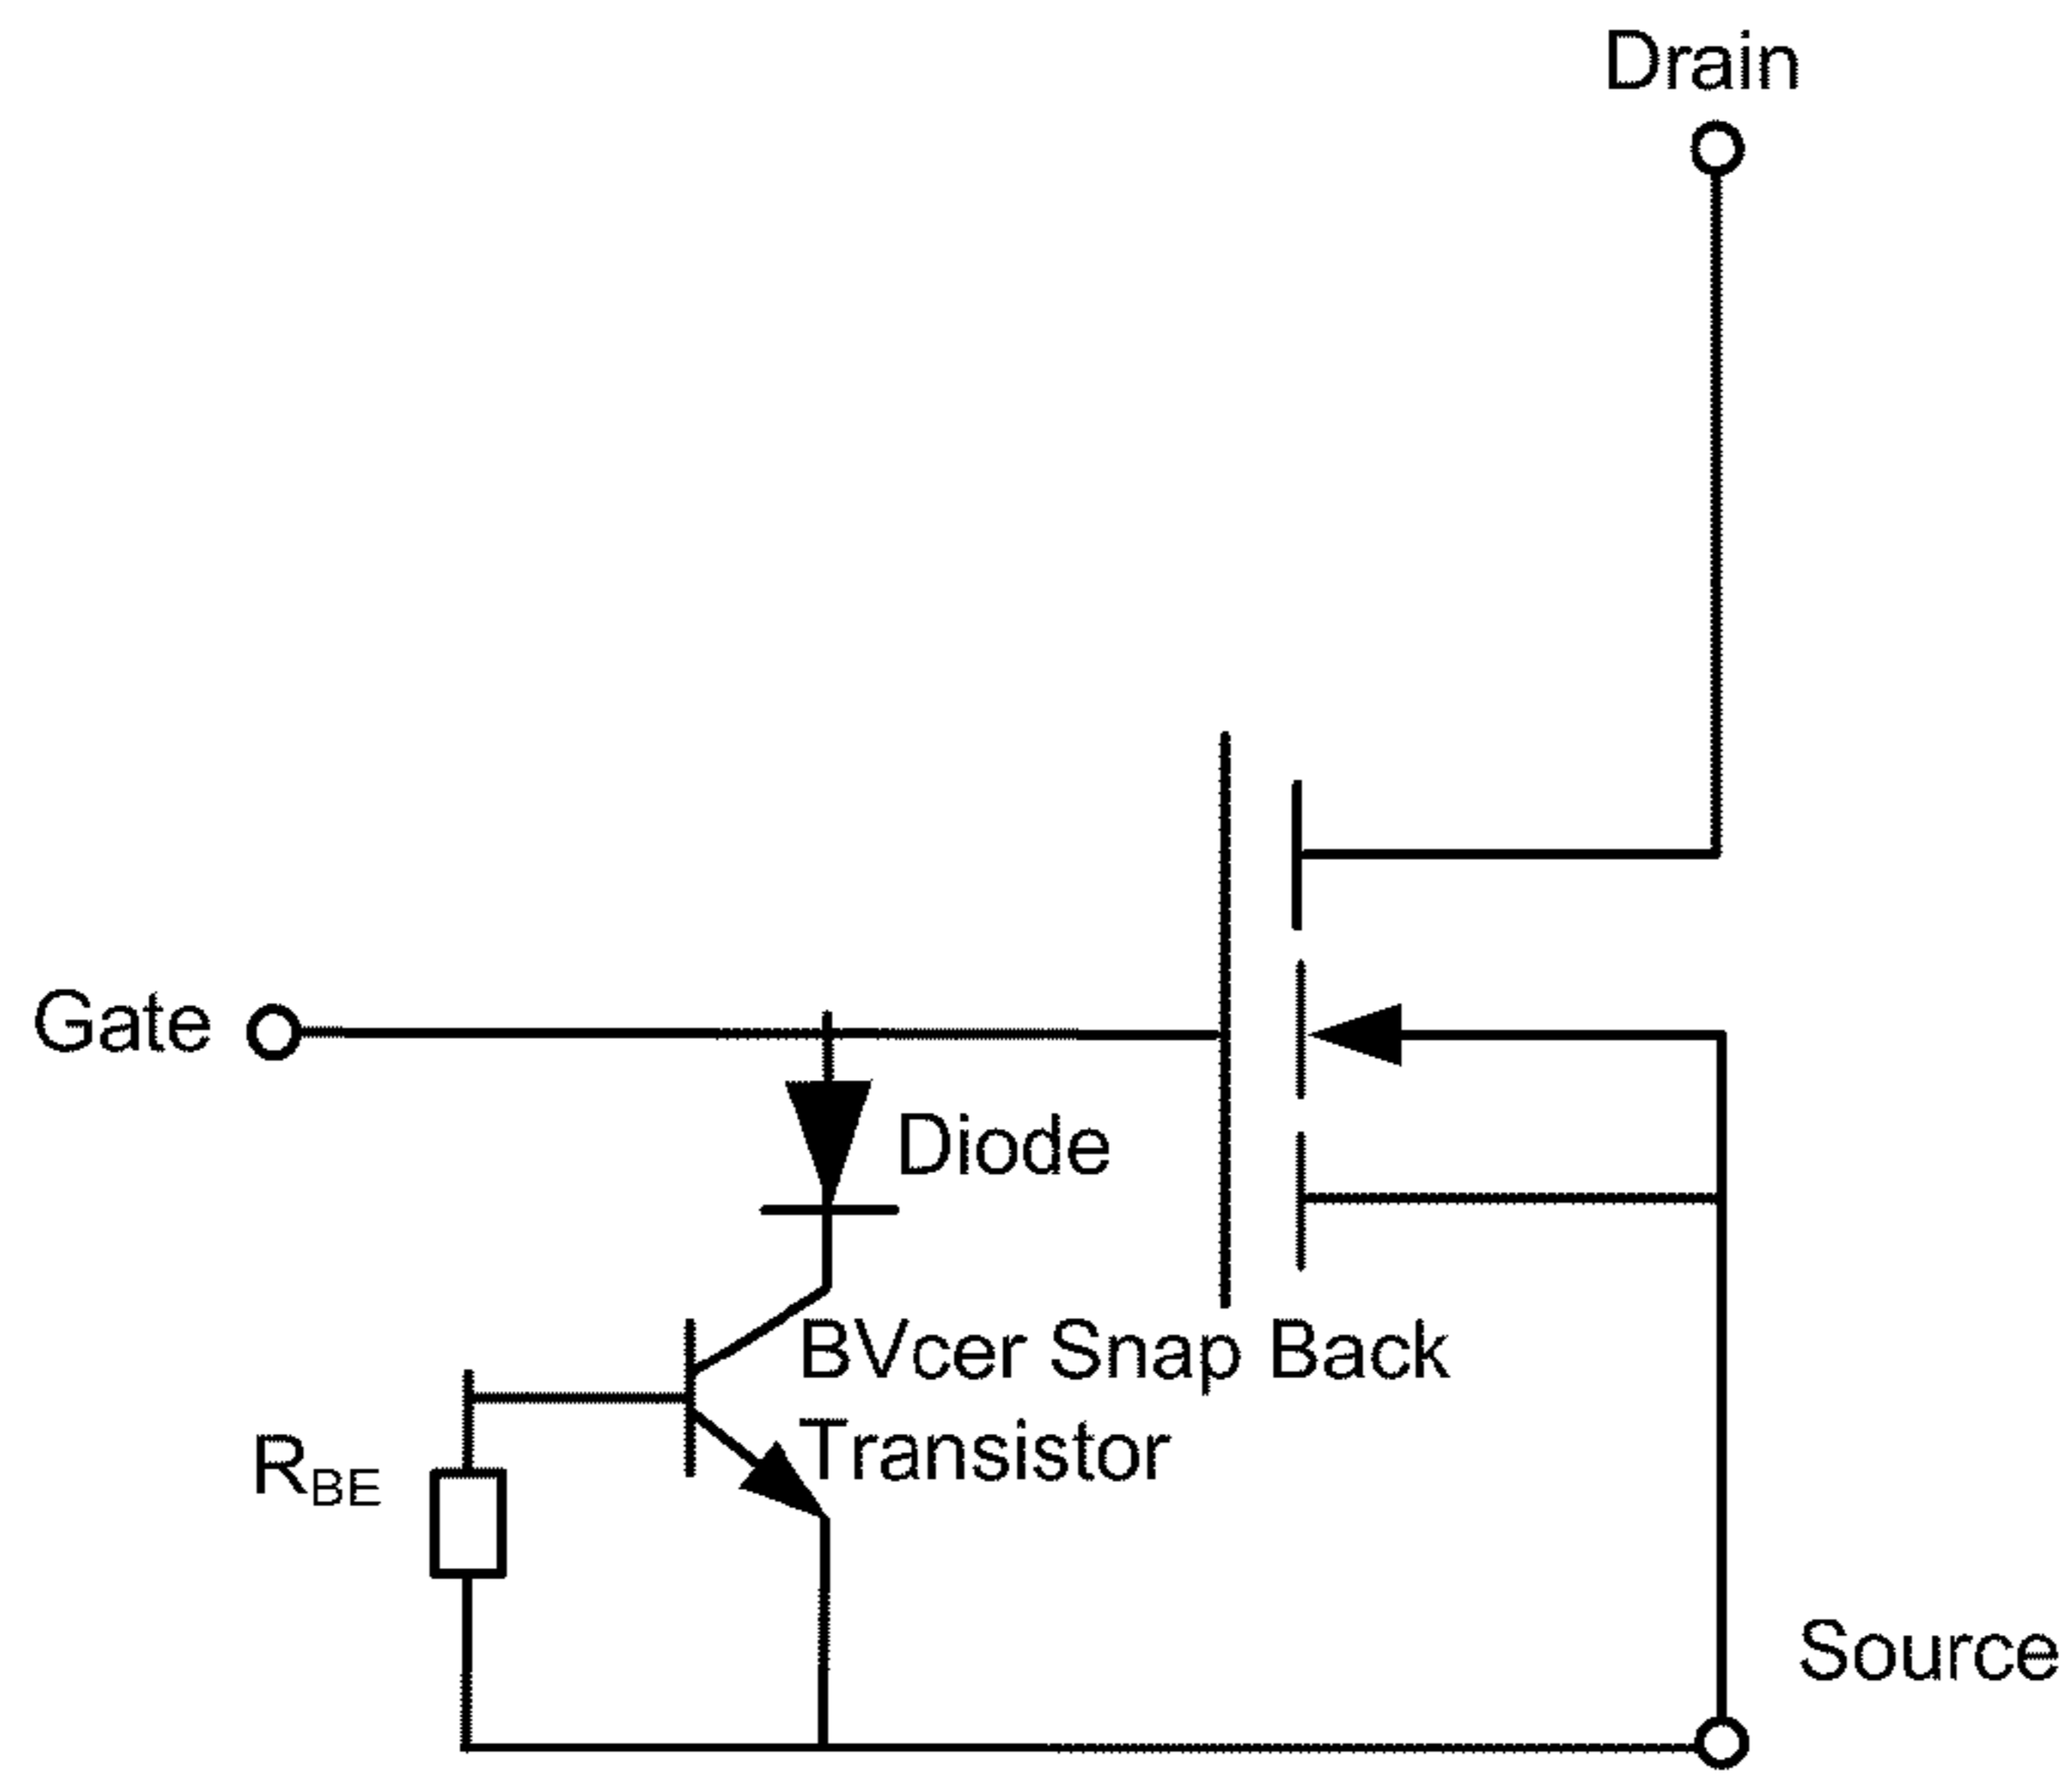 Drain
Gate
Diode
BVcer Snap Back
Transistor
RBE
Source